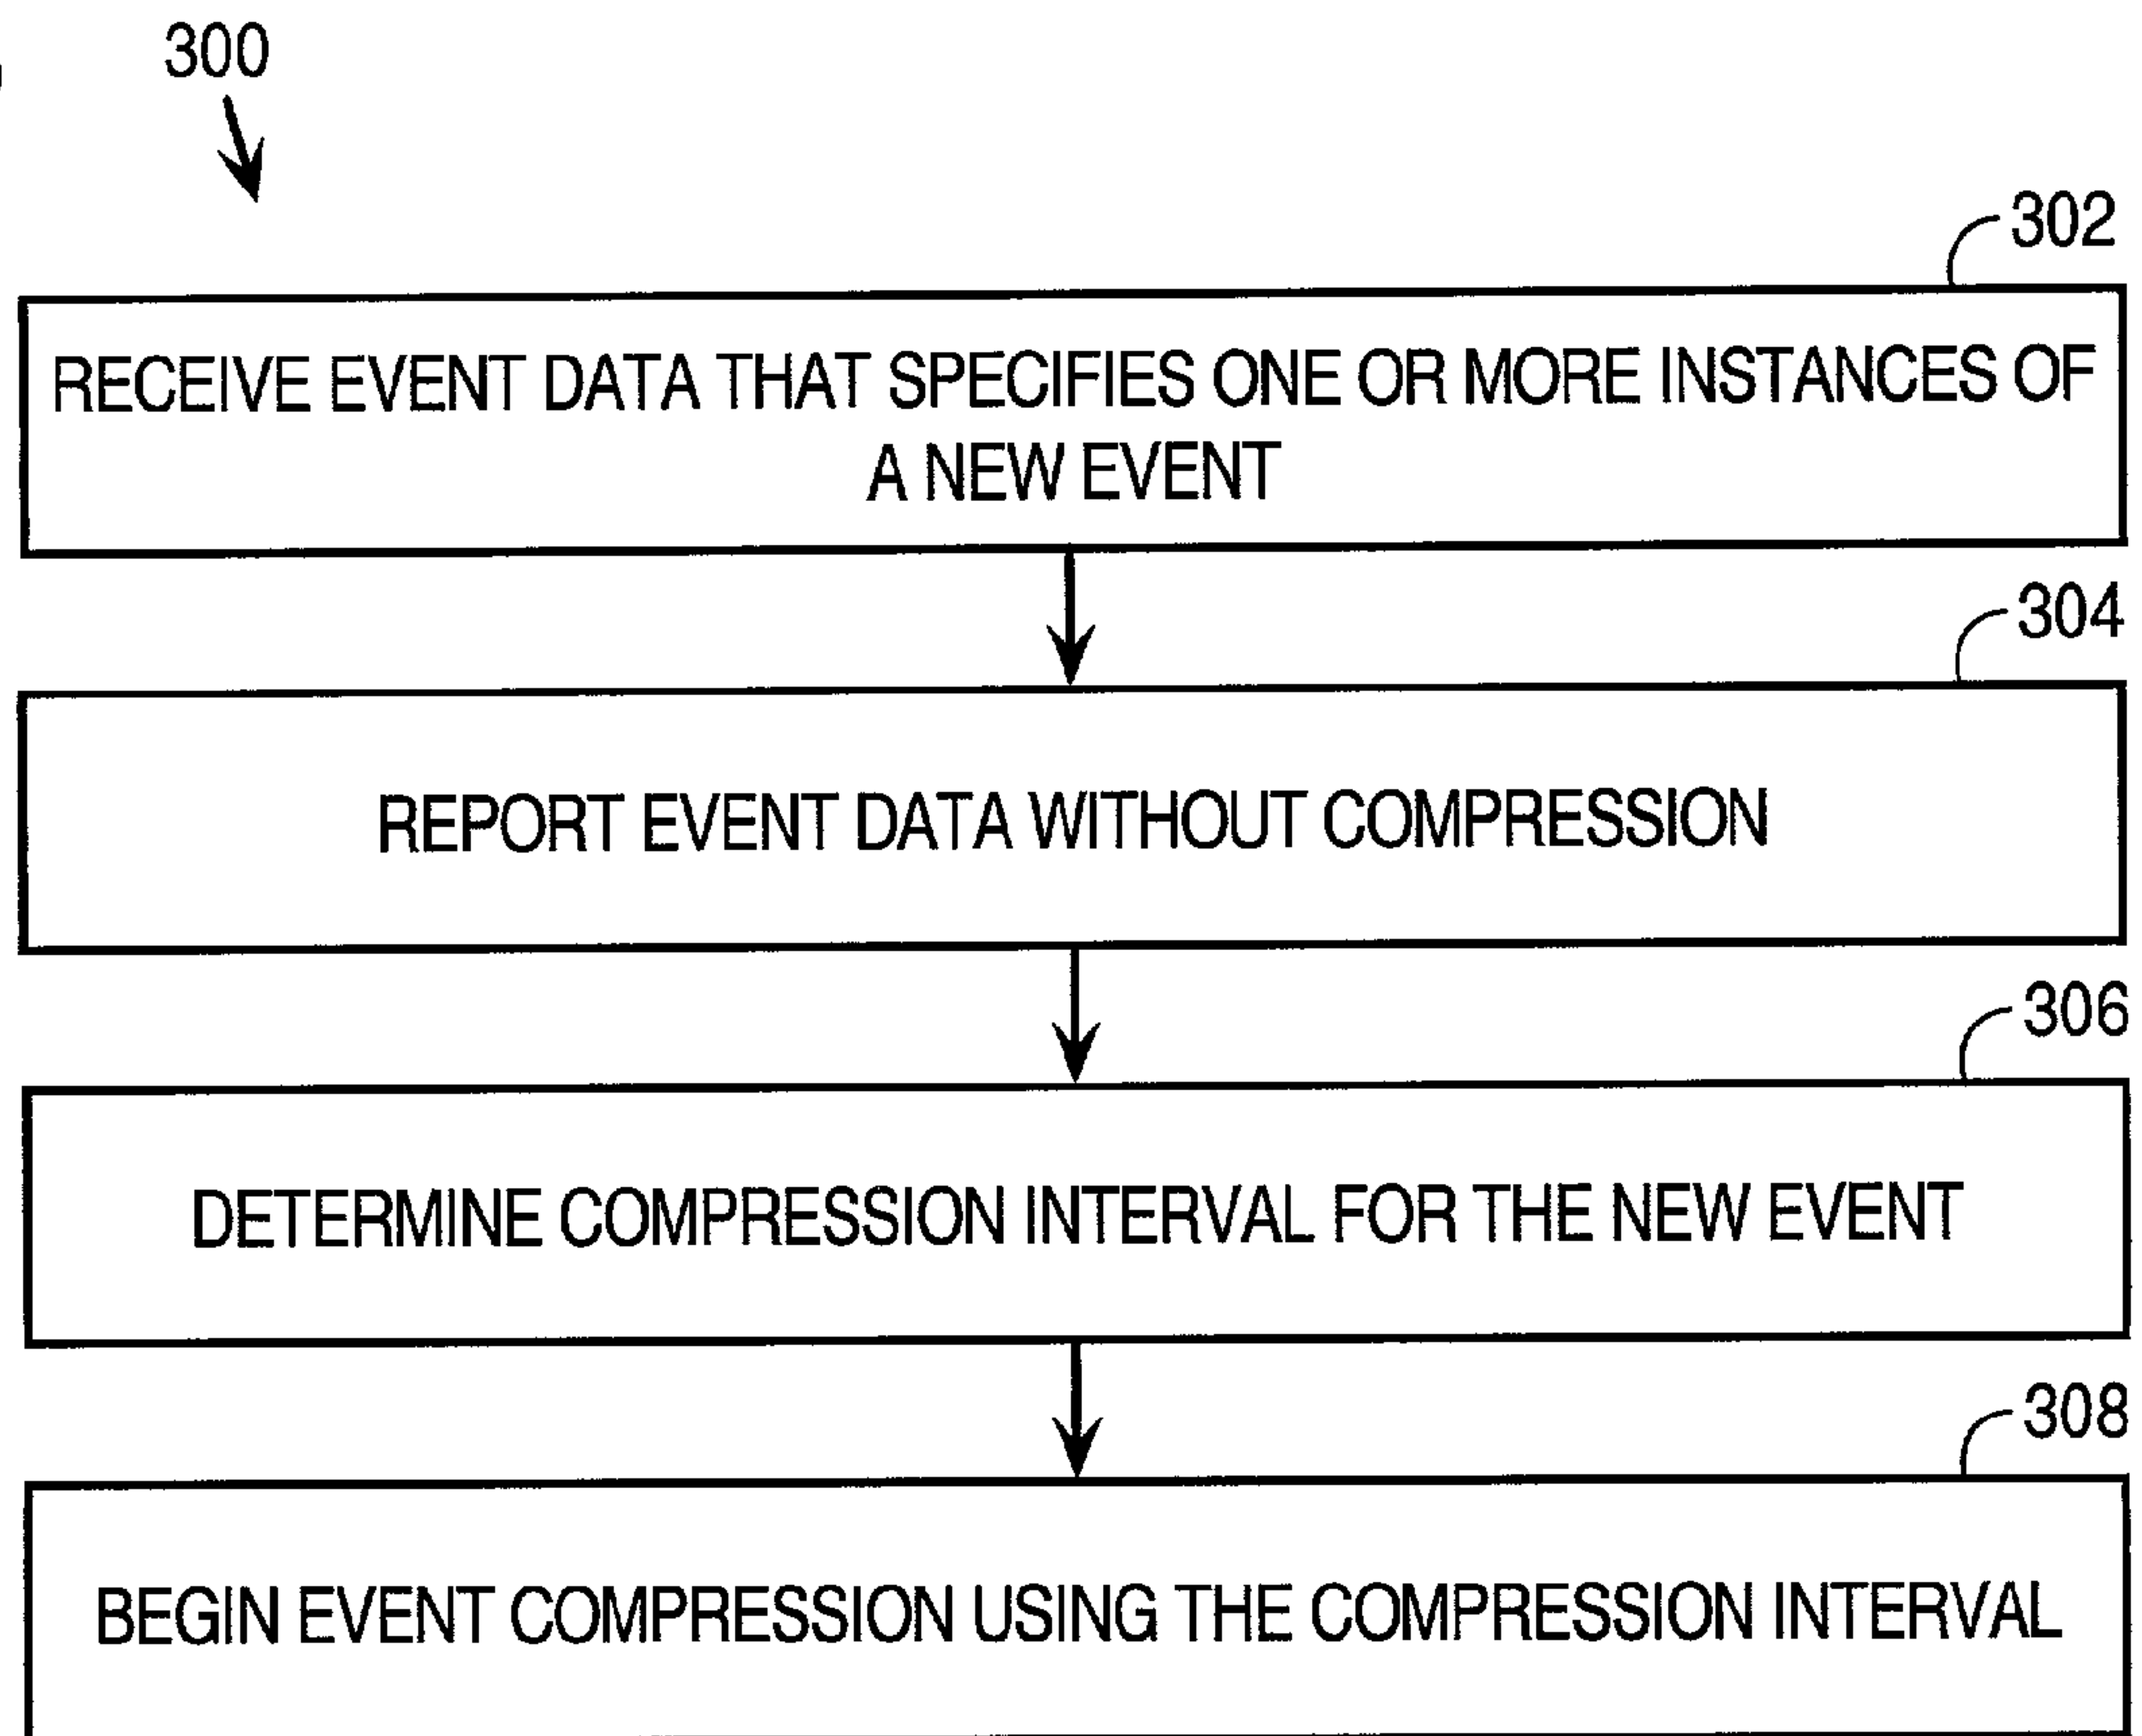 300
302
RECEIVE EVENT DATA THAT SPECIFIES ONE OR MORE INSTANCES OF
A NEW EVENT
304
REPORT EVENT DATA WITHOUT COMPRESSION
306
DETERMINE COMPRESSION INTERVAL FOR THE NEW EVENT
308
BEGIN EVENT COMPRESSION USING THE COMPRESSION INTERVAL